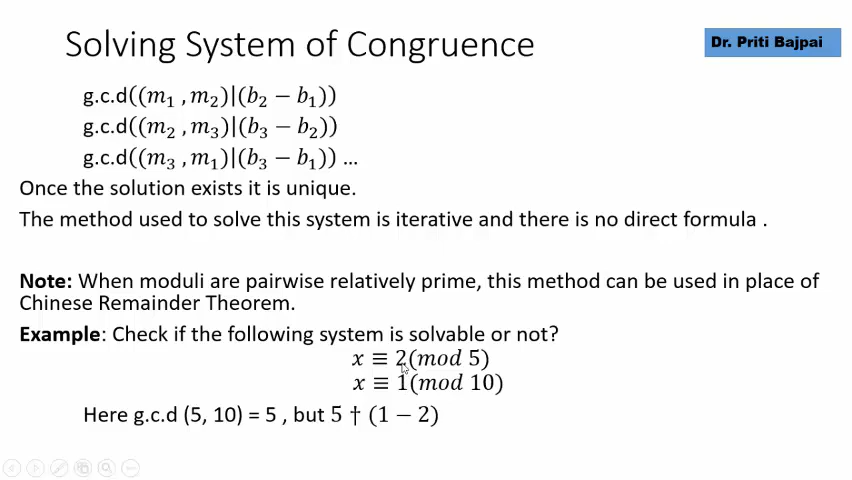 Solving System of Congruence
Dr. Priti Bajpai
g.c.d((m₁ , m₂)|(b₂ − b₁))
g.c.d((m₂ , m₃)|(b₃ − b₂))
g.c.d((m₃ , m₁)|(b₃ − b₁)) ...
Once the solution exists it is unique.
The method used to solve this system is iterative and there is no direct formula .
Note: When moduli are pairwise relatively prime, this method can be used in place of
Chinese Remainder Theorem.
Example: Check if the following system is solvable or not?
x ≡ 2(mod 5)
x ≡ 1(mod 10)
Here g.c.d (5, 10) = 5 , but 5 † (1 − 2)